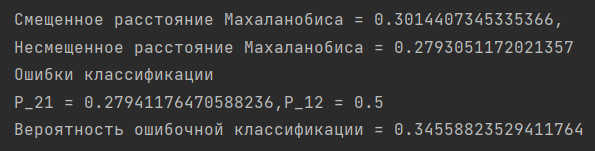 Смещенное расстояние Махаланобиса = 0.3014407345335366,
Несмещенное расстояние Махаланобиса = 0.2793051172021357
Ошибки классификации
P_21 = 0.27941176470588236,P_12 = 0.5
Вероятность ошибочной классификации = 0.34558823529411764